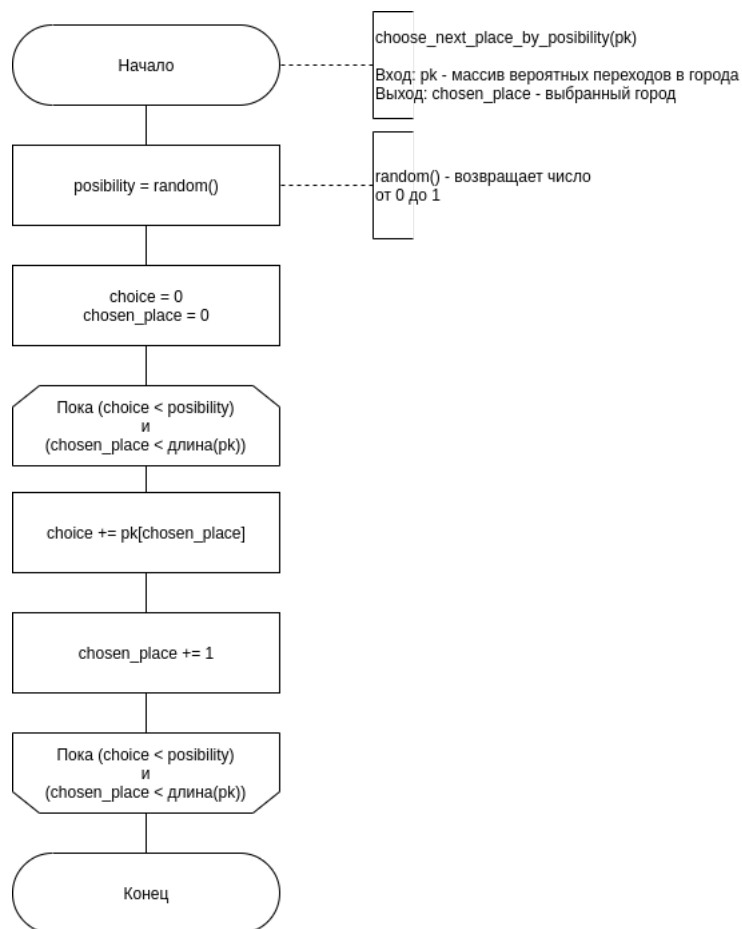 Начало
choose_next_place_by_posibility(pk)
Вход: pk - массив вероятных переходов в города
Выход: chosen_place - выбранный город
posibility = random()
random() - возвращает число
от 0 до 1
choice = 0
chosen_place = 0
Пока (choice < posibility)
и
(chosen_place < длина(pk))
choice += pk[chosen_place]
chosen_place += 1
Пока (choice < posibility)
и
(chosen_place < длина(pk))
Конец